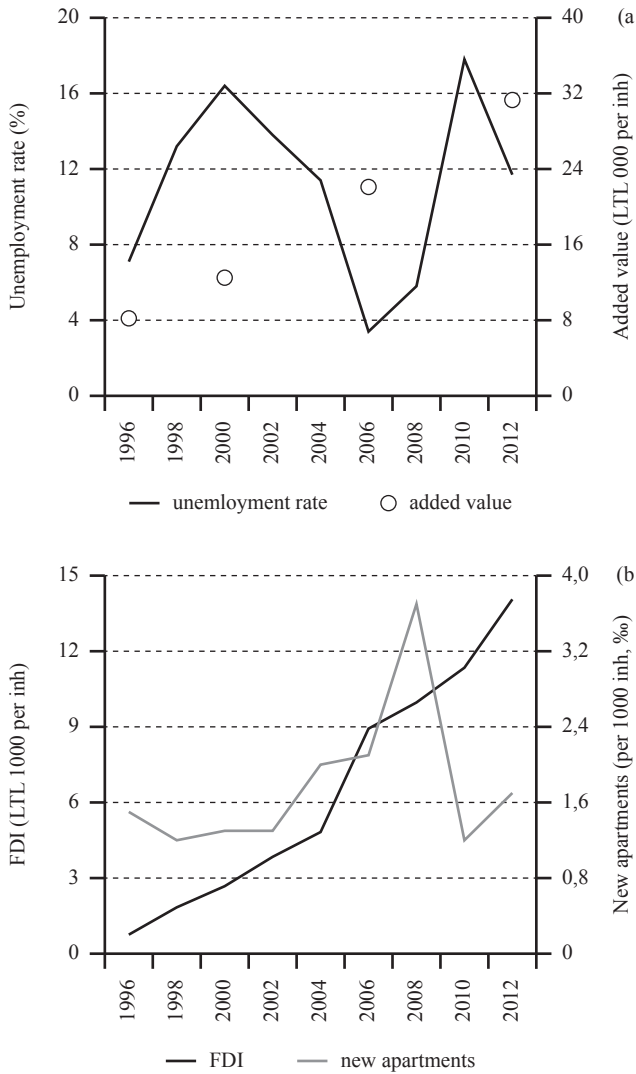 20 40 (a
16 32
12 24
8 16
4 8
0 0
Unemployment rate (%)
Added value (LTL 000 per inh)
1996 1998 2000 2002 2004 2006 2008 2010 2012
unemloyment rate added value
15 4,0 (b
12 3,2
9 2,4
6 1,6
3 0,8
0 0
FDI (LTL 1000 per inh)
New apartments (per 1000 inh, ‰)
1996 1998 2000 2002 2004 2006 2008 2010 2012
FDI new apartments